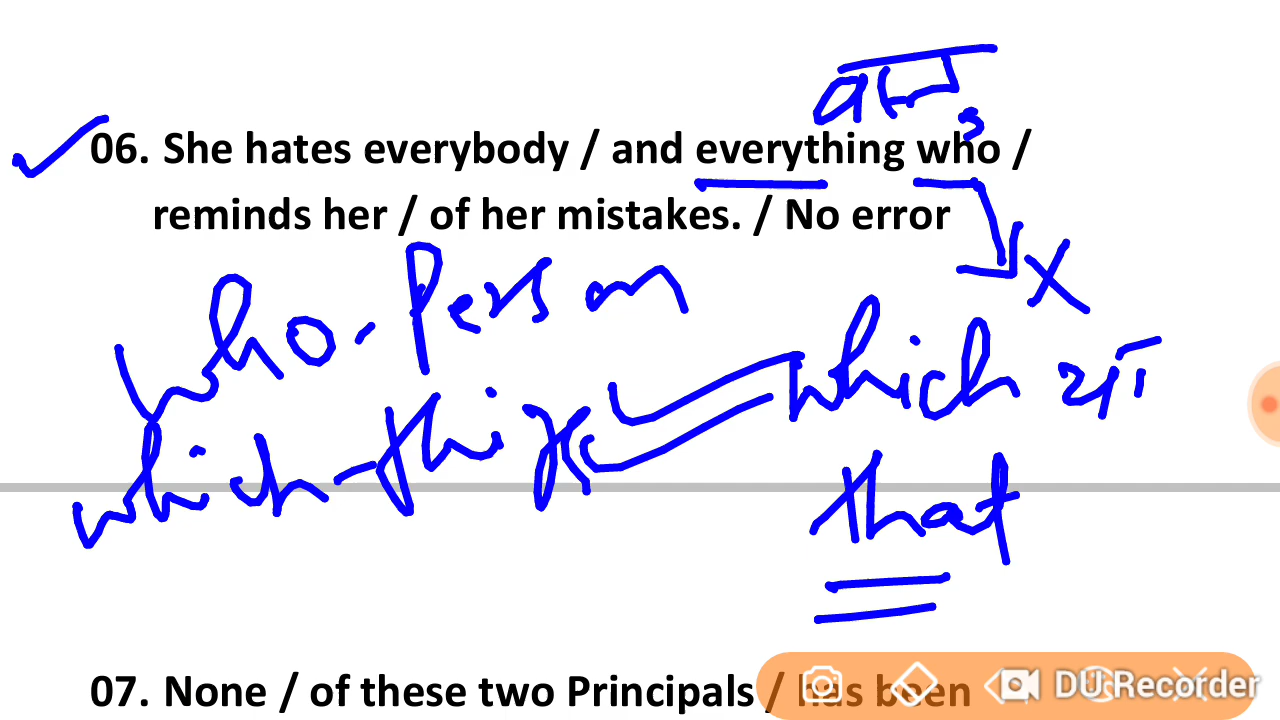 06. She hates everybody / and everything who /
reminds her / of her mistakes. / No error
who - Person
which - thing
which या
that
07. None / of these two Principals / has been
DU Recorder